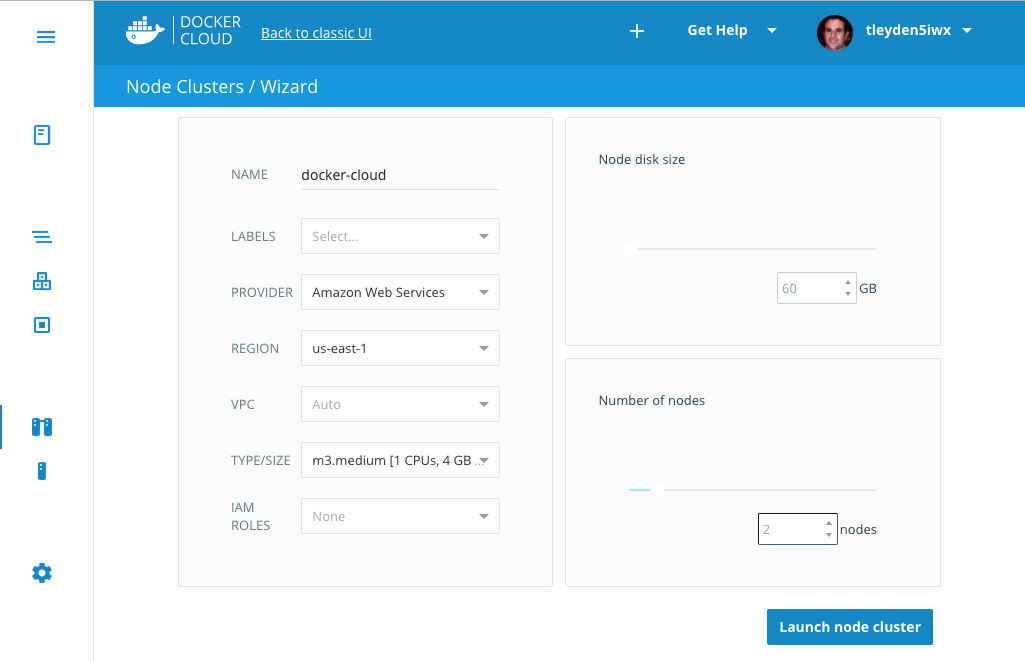 DOCKER
CLOUD
Back to classic UI
Get Help
tleyden5iwx
Node Clusters / Wizard
NAME
docker-cloud
LABELS
Select...
PROVIDER
Amazon Web Services
REGION
us-east-1
VPC
Auto
TYPE/SIZE
m3.medium [1 CPUs, 4 GB ...
IAM
ROLES
None
Node disk size
60
GB
Number of nodes
2
nodes
Launch node cluster